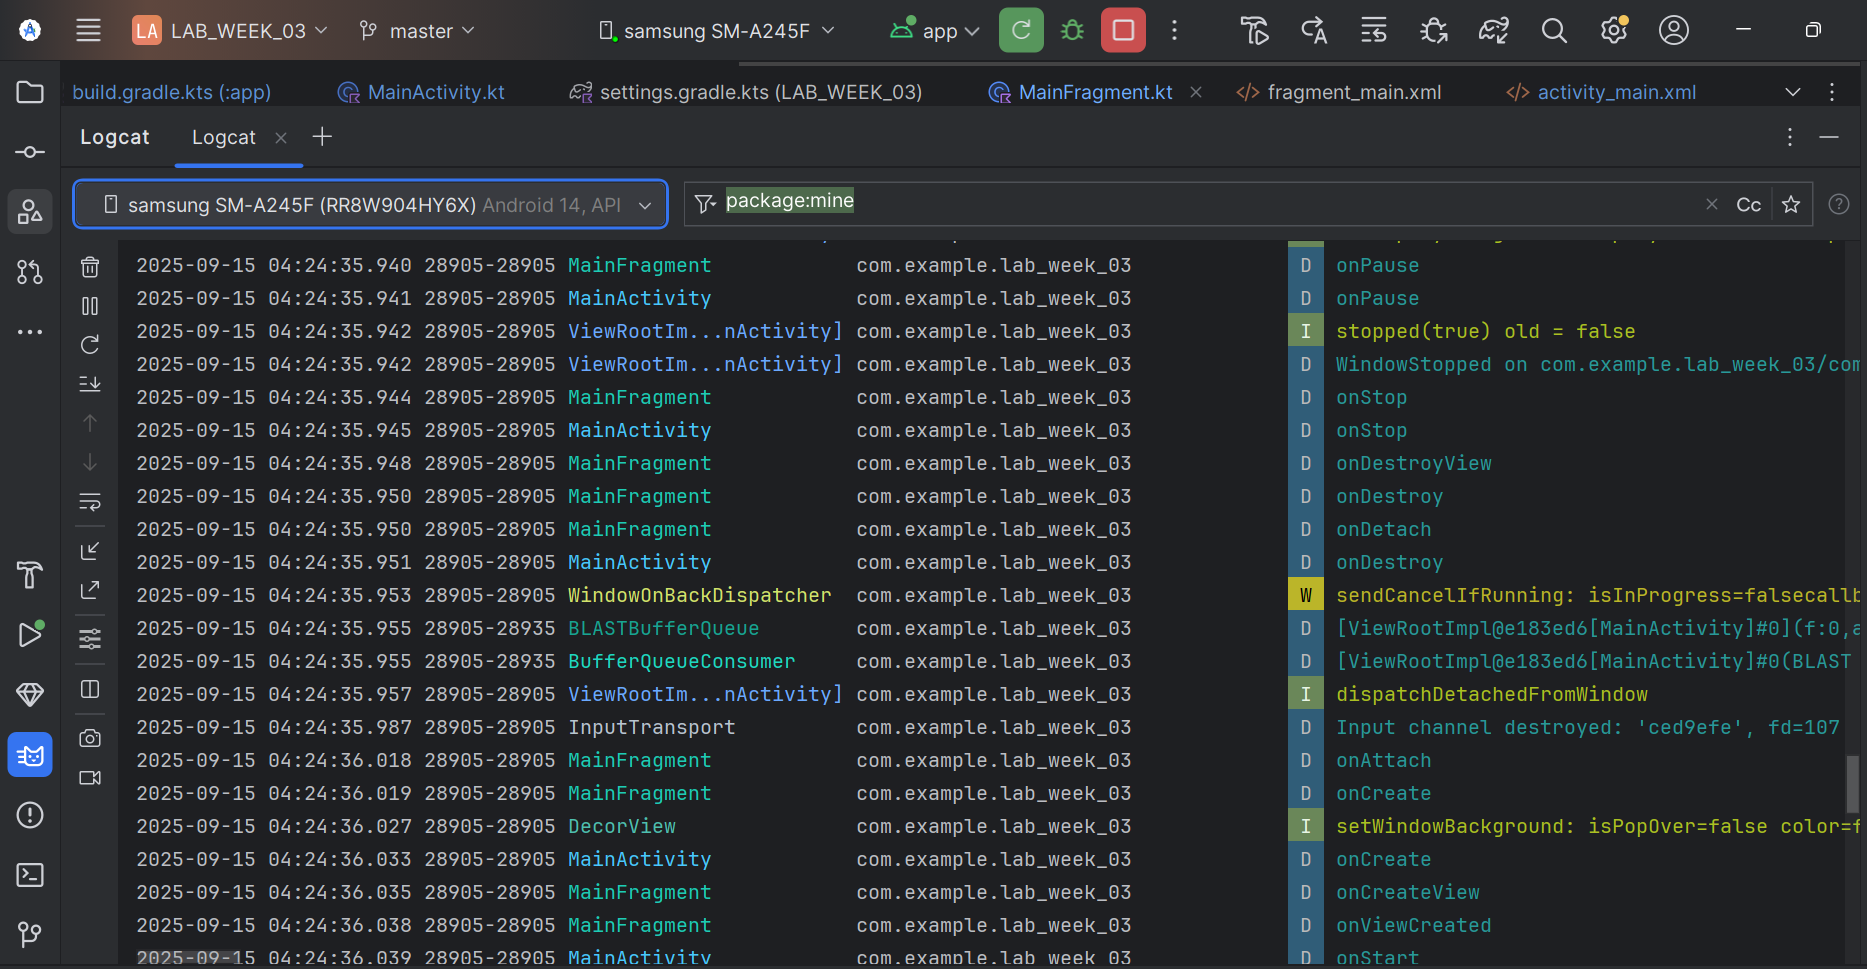 LA LAB_WEEK_03 master samsung SM-A245F app
build.gradle.kts (:app) MainActivity.kt settings.gradle.kts (LAB_WEEK_03) MainFragment.kt </> fragment_main.xml </> activity_main.xml
Logcat Logcat
samsung SM-A245F (RR8W904HY6X) Android 14, API package:mine Cc
2025-09-15 04:24:35.940 28905-28905 MainFragment com.example.lab_week_03 D onPause
2025-09-15 04:24:35.941 28905-28905 MainActivity com.example.lab_week_03 D onPause
2025-09-15 04:24:35.942 28905-28905 ViewRootIm...nActivity] com.example.lab_week_03 I stopped(true) old = false
2025-09-15 04:24:35.942 28905-28905 ViewRootIm...nActivity] com.example.lab_week_03 D WindowStopped on com.example.lab_week_03/com
2025-09-15 04:24:35.944 28905-28905 MainFragment com.example.lab_week_03 D onStop
2025-09-15 04:24:35.945 28905-28905 MainActivity com.example.lab_week_03 D onStop
2025-09-15 04:24:35.948 28905-28905 MainFragment com.example.lab_week_03 D onDestroyView
2025-09-15 04:24:35.950 28905-28905 MainFragment com.example.lab_week_03 D onDestroy
2025-09-15 04:24:35.950 28905-28905 MainFragment com.example.lab_week_03 D onDetach
2025-09-15 04:24:35.951 28905-28905 MainActivity com.example.lab_week_03 D onDestroy
2025-09-15 04:24:35.953 28905-28905 WindowOnBackDispatcher com.example.lab_week_03 W sendCancelIfRunning: isInProgress=falsecallb
2025-09-15 04:24:35.955 28905-28935 BLASTBufferQueue com.example.lab_week_03 D [ViewRootImpl@e183ed6[MainActivity]#0](f:0,a
2025-09-15 04:24:35.955 28905-28935 BufferQueueConsumer com.example.lab_week_03 D [ViewRootImpl@e183ed6[MainActivity]#0(BLAST
2025-09-15 04:24:35.957 28905-28905 ViewRootIm...nActivity] com.example.lab_week_03 I dispatchDetachedFromWindow
2025-09-15 04:24:35.987 28905-28905 InputTransport com.example.lab_week_03 D Input channel destroyed: 'ced9efe', fd=107
2025-09-15 04:24:36.018 28905-28905 MainFragment com.example.lab_week_03 D onAttach
2025-09-15 04:24:36.019 28905-28905 MainFragment com.example.lab_week_03 D onCreate
2025-09-15 04:24:36.027 28905-28905 DecorView com.example.lab_week_03 I setWindowBackground: isPopOver=false color=f
2025-09-15 04:24:36.033 28905-28905 MainActivity com.example.lab_week_03 D onCreate
2025-09-15 04:24:36.035 28905-28905 MainFragment com.example.lab_week_03 D onCreateView
2025-09-15 04:24:36.038 28905-28905 MainFragment com.example.lab_week_03 D onViewCreated
2025-09-15 04:24:36.039 28905-28905 MainActivity com.example.lab_week_03 D onStart